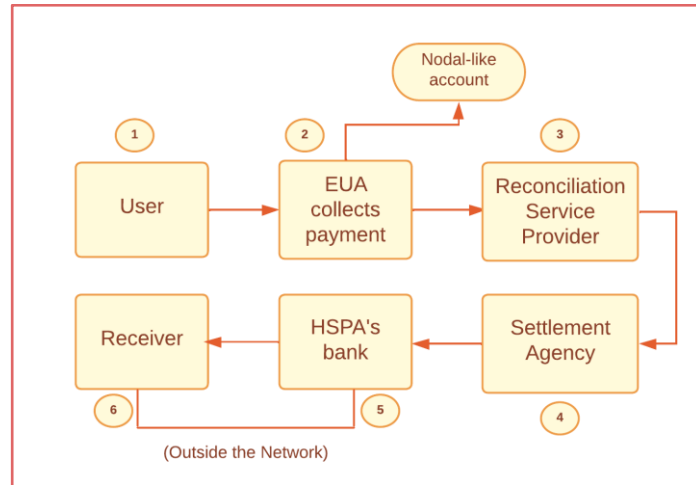 Nodal-like
account
1
2
3
User
EUA
collects
payment
Reconciliation
Service
Provider
Receiver
HSPA's
bank
Settlement
Agency
6
5
4
(Outside the Network)